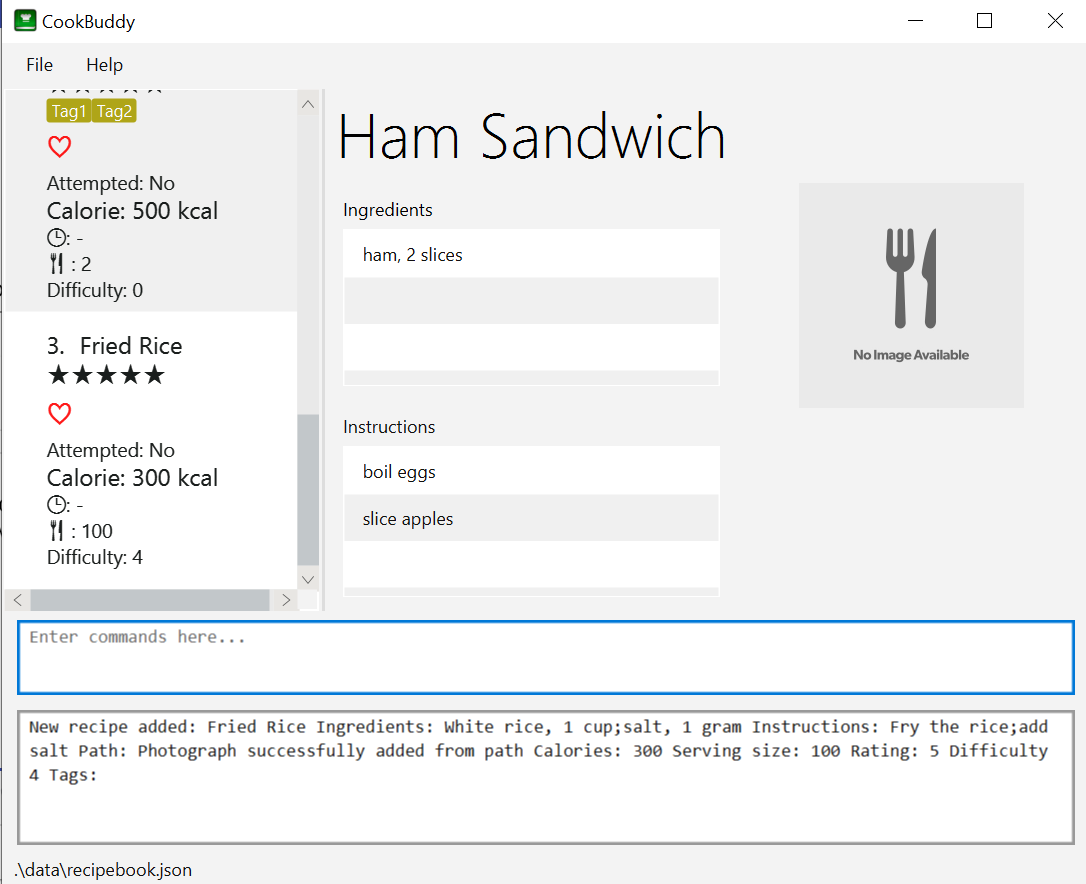 CookBuddy
File Help
Tag1 Tag2
Attempted: No
Calorie: 500 kcal
: -
: 2
Difficulty: 0
3. Fried Rice
★★★★★
Attempted: No
Calorie: 300 kcal
: -
: 100
Difficulty: 4
Ham Sandwich
Ingredients
ham, 2 slices
Instructions
boil eggs
slice apples
No Image Available
Enter commands here...
New recipe added: Fried Rice Ingredients: White rice, 1 cup;salt, 1 gram Instructions: Fry the rice;add
salt Path: Photograph successfully added from path Calories: 300 Serving size: 100 Rating: 5 Difficulty
4 Tags:
.\data\recipebook.json